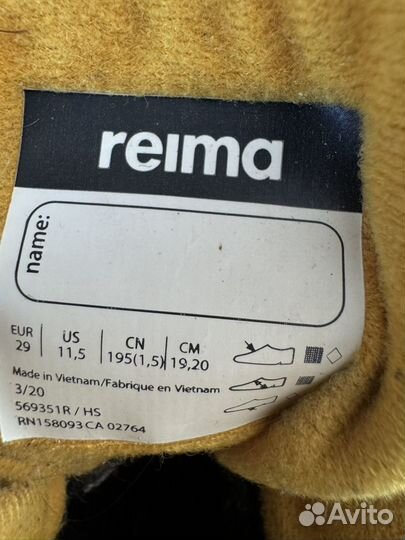 reima
name:
EUR US CN CM
29 11,5 195(1,5) 19,20
Made in Vietnam/Fabrique en Vietnam
3/20
569351R / HS
RN158093 CA 02764
Avito